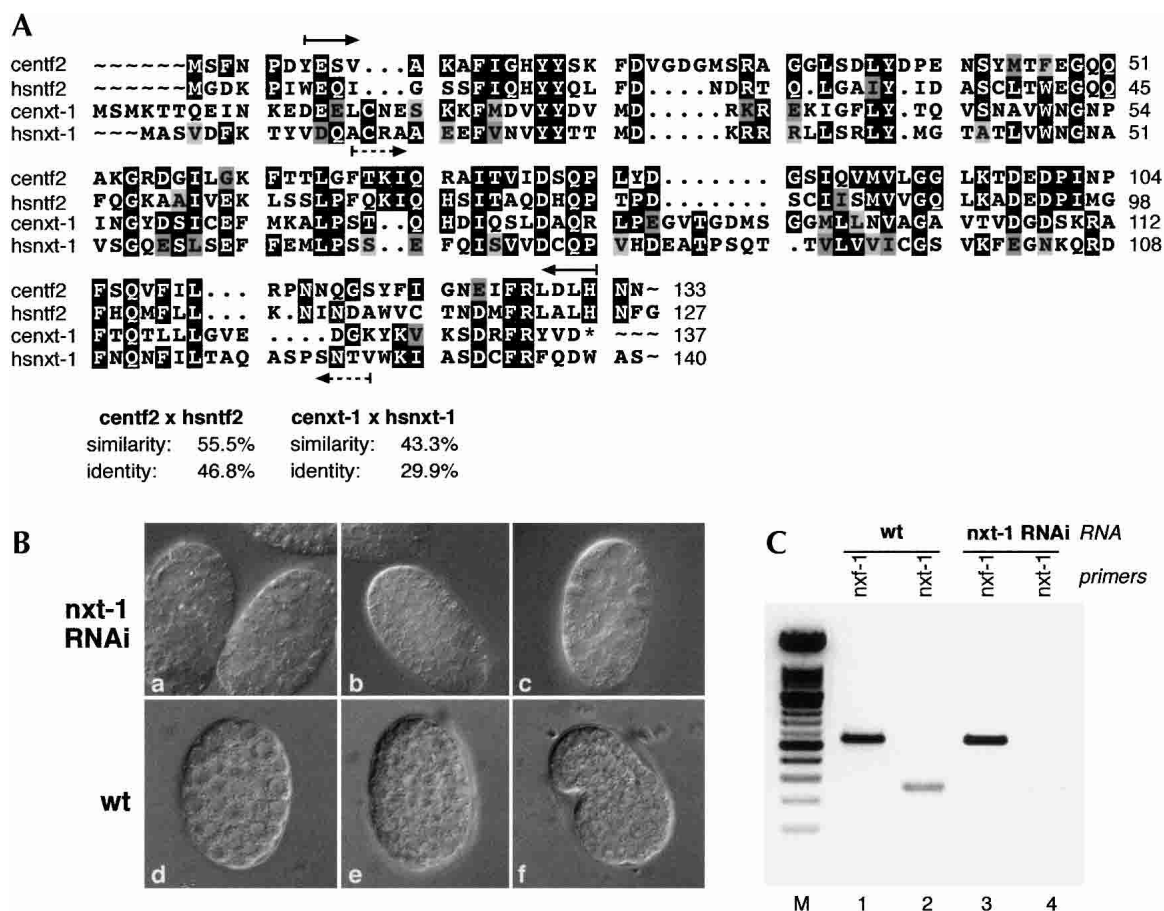 A
centf2 ~~~~~~MSFN PDYESV...A KAFIGHYYSK FDVGDGMSRA GGLSDLYDPE NSYMTFEGQQ 51
hsntf2 ~~~~~~MGDK PIWEQI...G SSFIQHYYQL FD....NDRT Q.LGAIY.ID ASCLTWEGQQ 45
cenxt-1 MSMKTTQEIN KEDEELCNES KKFMDVYYDV MD.....RKR EKIGFLY.TQ VSNAVWNGNP 54
hsnxt-1 ~~~MASVDFK TYVDQACRAA EEFVNVYYTTM MD.....KRR RLLSRLY.MG TATLVWNGNP 51
centf2 AKGRDGILGK FTTLGFTKIQ RAITVIDSQP LYD....... GSIQVMVLGG LKTDEDPINP 104
hsntf2 FQGKAAIVEK LSSLPFQKIQ HSITAQDHQP TPD....... SCIISMVVGQ LKADEDPIMG 98
cenxt-1 INGYDSICEF MKALPST..Q HDIQSLDAQR LPEGVTGDMS GGMLLNVAGA VTVDGDSKRA 112
hsnxt-1 VSGQESLSEF FEMLPSS..E FQISVVDCQP VHDEATPSQT .TVLVVICGS VKFEGNKQRD 108
centf2 FSQVFIL... RPNNQGSYFI GNEIFRLDLH NN~ 133
hsntf2 FHQMFLL... K.NINDAWVC TNDMFRLALH NFG 127
cenxt-1 FTQTLLLGVE ....DGKYKV KSDRFRYVD* ~~~ 137
hsnxt-1 FNQNFILTAQ ASPSNTVWKI ASDCFRFQDW AS~ 140
centf2 x hsntf2 cenxt-1 x hsnxt-1
similarity: 55.5% similarity: 43.3%
identity: 46.8% identity: 29.9%
B
nxt-1
RNAi
a b c
wt
d e f
C
wt nxt-1 RNAi RNA
nxf-1 nxt-1 nxf-1 nxt-1 primers
M 1 2 3 4